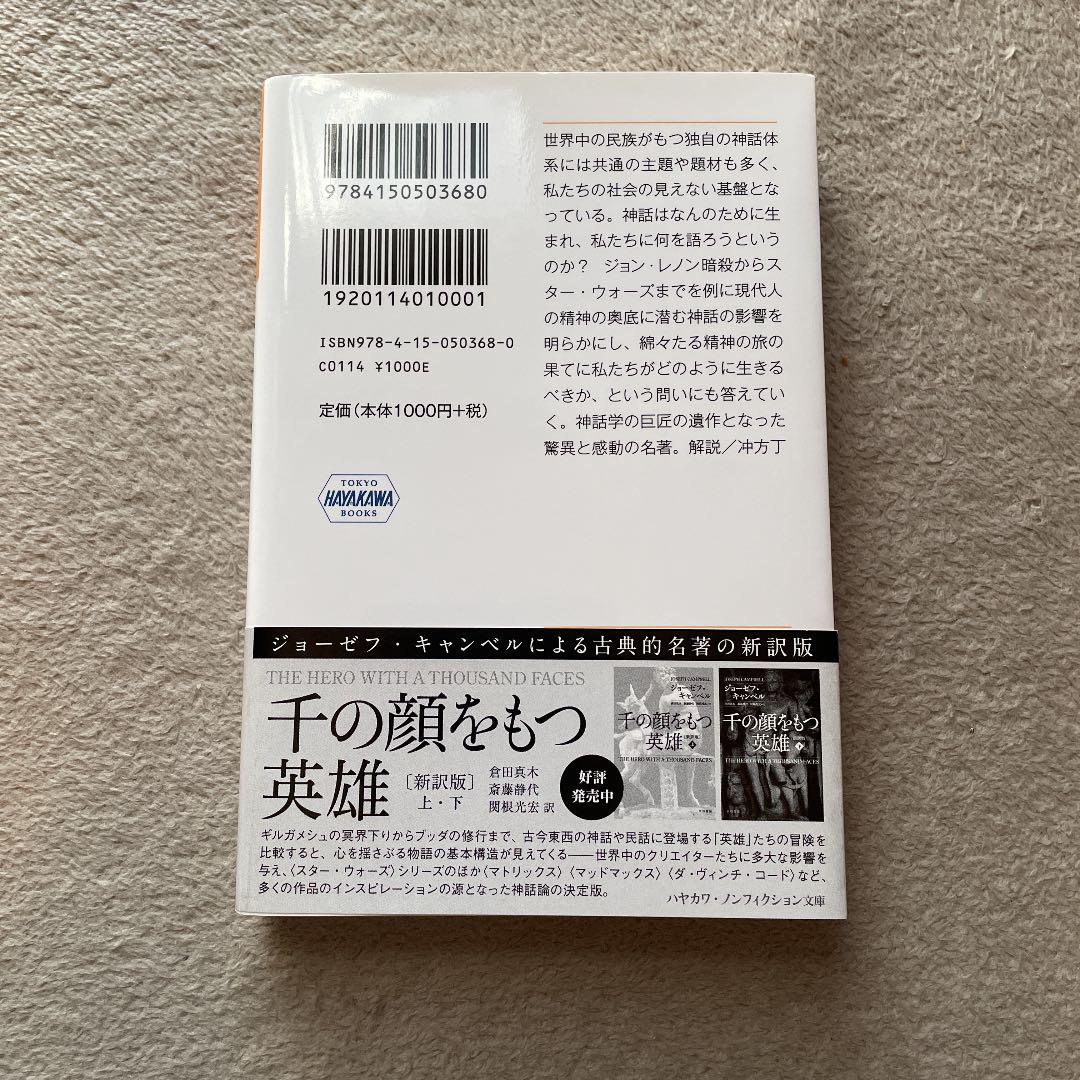 9784150503680
1920114010001
ISBN978-4-15-050368-0
C0114 ¥1000E
定価(本体1000円+税)
TOKYO
HAYAKAWA
BOOKS
世界中の民族がもつ独自の神話体
系には共通の主題や題材も多く、
私たちの社会の見えない基盤とな
っている。神話はなんのために生
まれ、私たちに何を語ろうという
のか? ジョン・レノン暗殺からス
ター・ウォーズまでを例に現代人
の精神の奥底に潜む神話の影響を
明らかにし、綿々たる精神の旅の
果てに私たちがどのように生きる
べきか、という問いにも答えてい
く。神話学の巨匠の遺作となった
驚異と感動の名著。解説/冲方丁
ジョーゼフ・キャンベルによる古典的名著の新訳版
THE HERO WITH A THOUSAND FACES
千の顔をもつ
英雄
〔新訳版〕
上・下
倉田真木
斎藤静代
関根光宏 訳
好評
発売中
JOSEPH CAMPBELL
ジョーゼフ・
キャンベル
千の顔をもつ
英雄
上
THE HERO WITH A THOUSAND FACES
JOSEPH CAMPBELL
ジョーゼフ・
キャンベル
千の顔をもつ
英雄
下
THE HERO WITH A THOUSAND FACES
ギルガメシュの冥界下りからブッダの修行まで、古今東西の神話や民話に登場する「英雄」たちの冒険を
比較すると、心を揺さぶる物語の基本構造が見えてくる――世界中のクリエイターたちに多大な影響を
与え、〈スター・ウォーズ〉シリーズのほか〈マトリックス〉〈マッドマックス〉〈ダ・ヴィンチ・コード〉など、
多くの作品のインスピレーションの源となった神話論の決定版。
ハヤカワ・ノンフィクション文庫